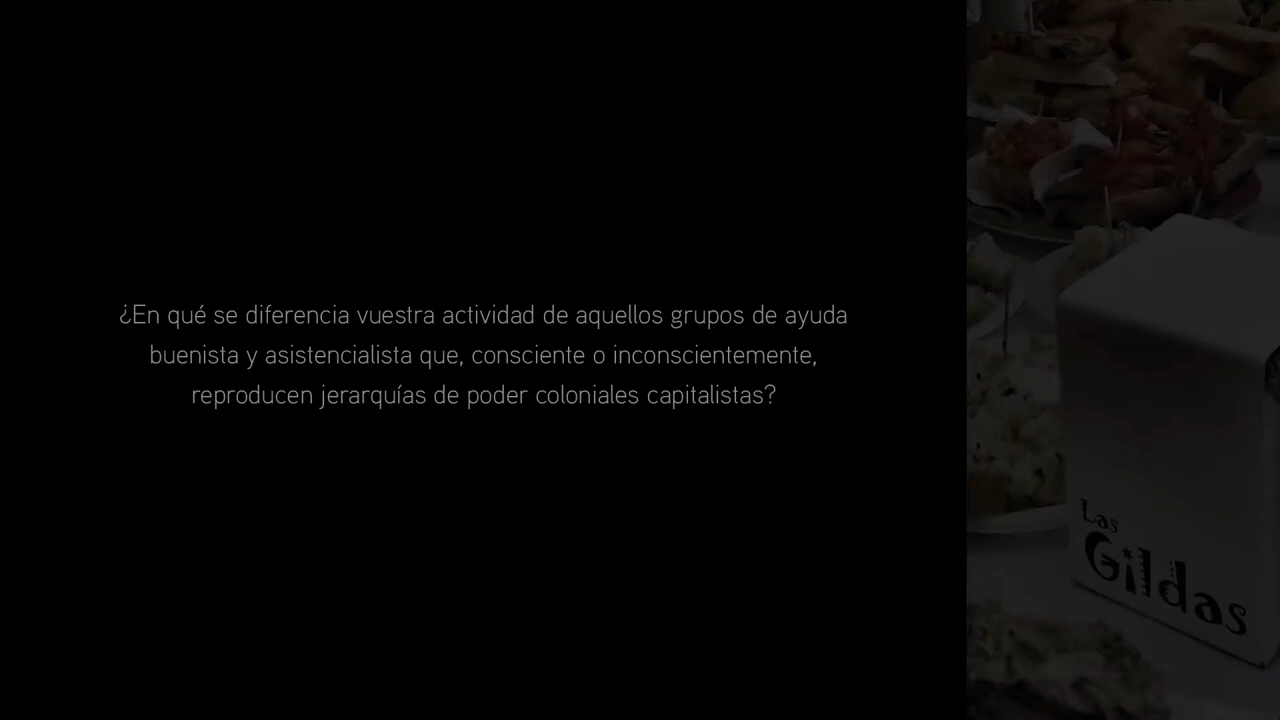 ¿En qué se diferencia vuestra actividad de aquellos grupos de ayuda
buenista y asistencialista que, consciente o inconscientemente,
reproducen jerarquías de poder coloniales capitalistas?
Las
Gildas